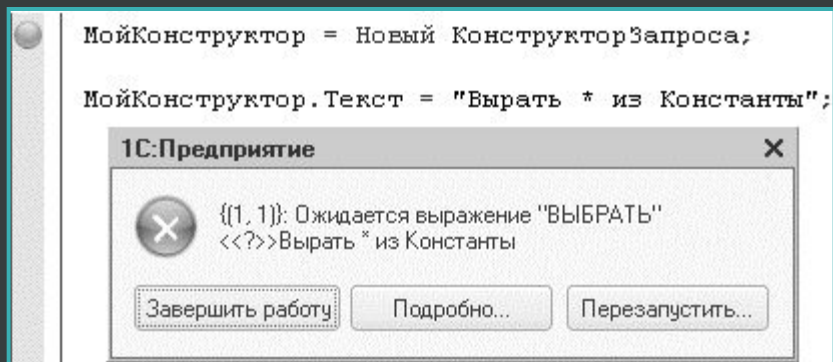 МойКонструктор = Новый КонструкторЗапроса;
МойКонструктор.Текст = "Вырать * из Константы";
1С:Предприятие
{(1, 1)}: Ожидается выражение "ВЫБРАТЬ"
<<?>>Вырать * из Константы
Завершить работу Подробно... Перезапустить...